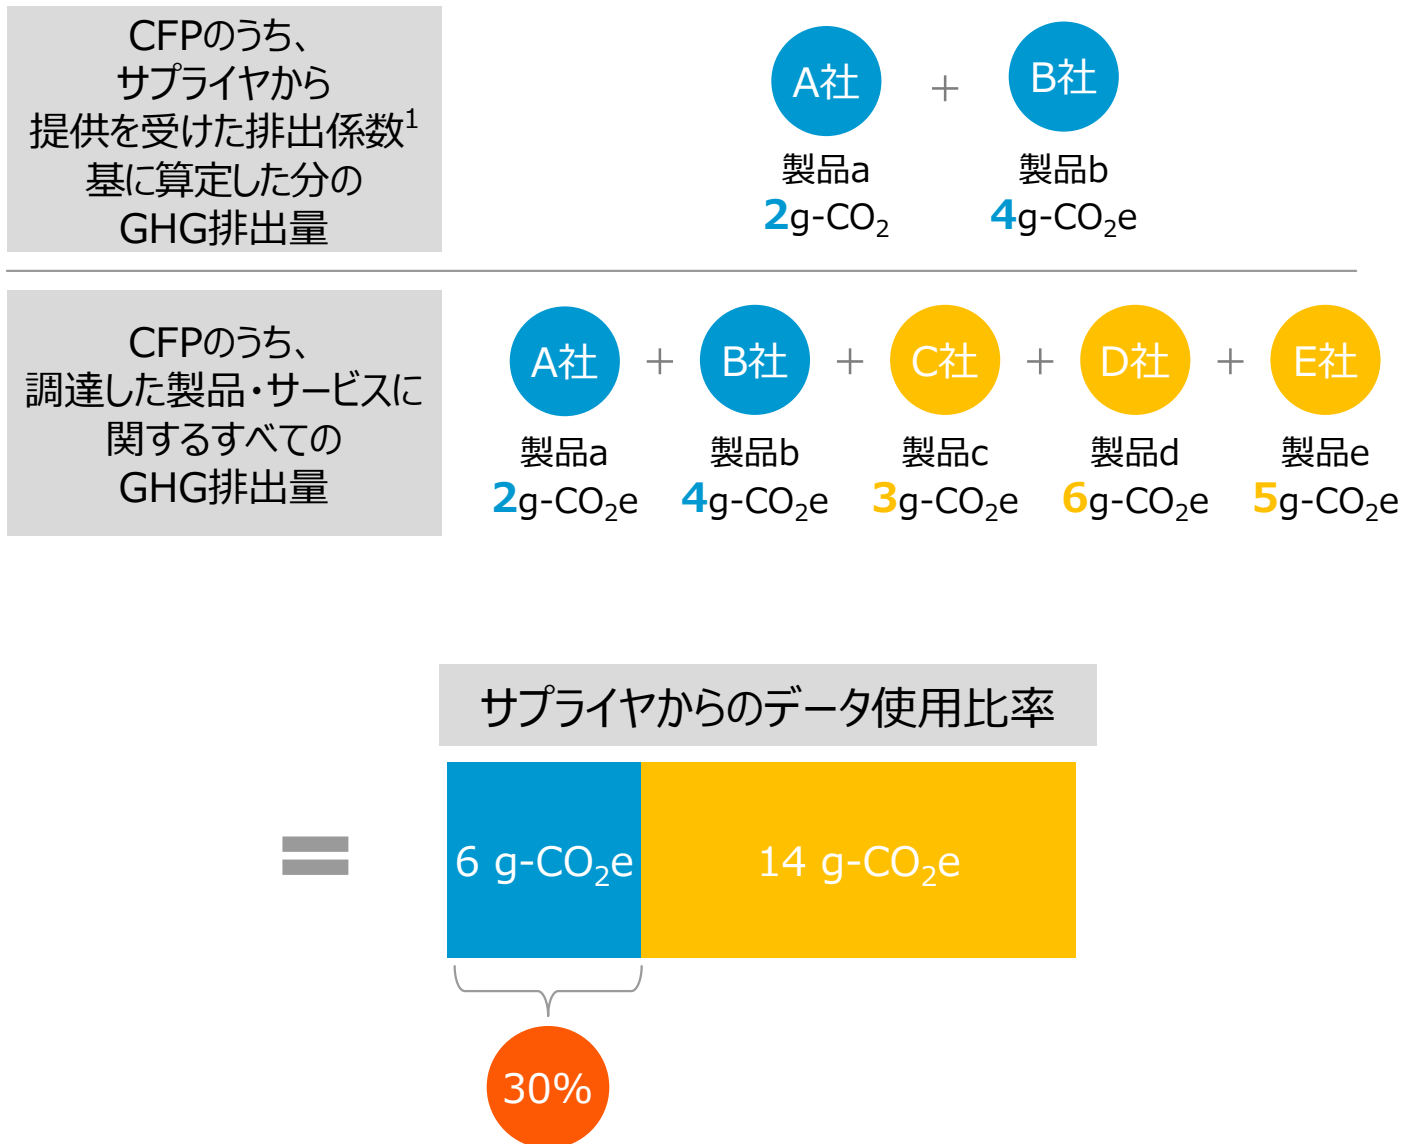 CFPのうち、
サプライヤから
提供を受けた排出係数1
基に算定した分の
GHG排出量
A社 + B社
製品a 製品b
2g-CO2 4g-CO2e
CFPのうち、
調達した製品・サービスに
関するすべての
GHG排出量
A社 + B社 + C社 + D社 + E社
製品a 製品b 製品c 製品d 製品e
2g-CO2e 4g-CO2e 3g-CO2e 6g-CO2e 5g-CO2e
サプライヤからのデータ使用比率
= 6 g-CO2e 14 g-CO2e
30%